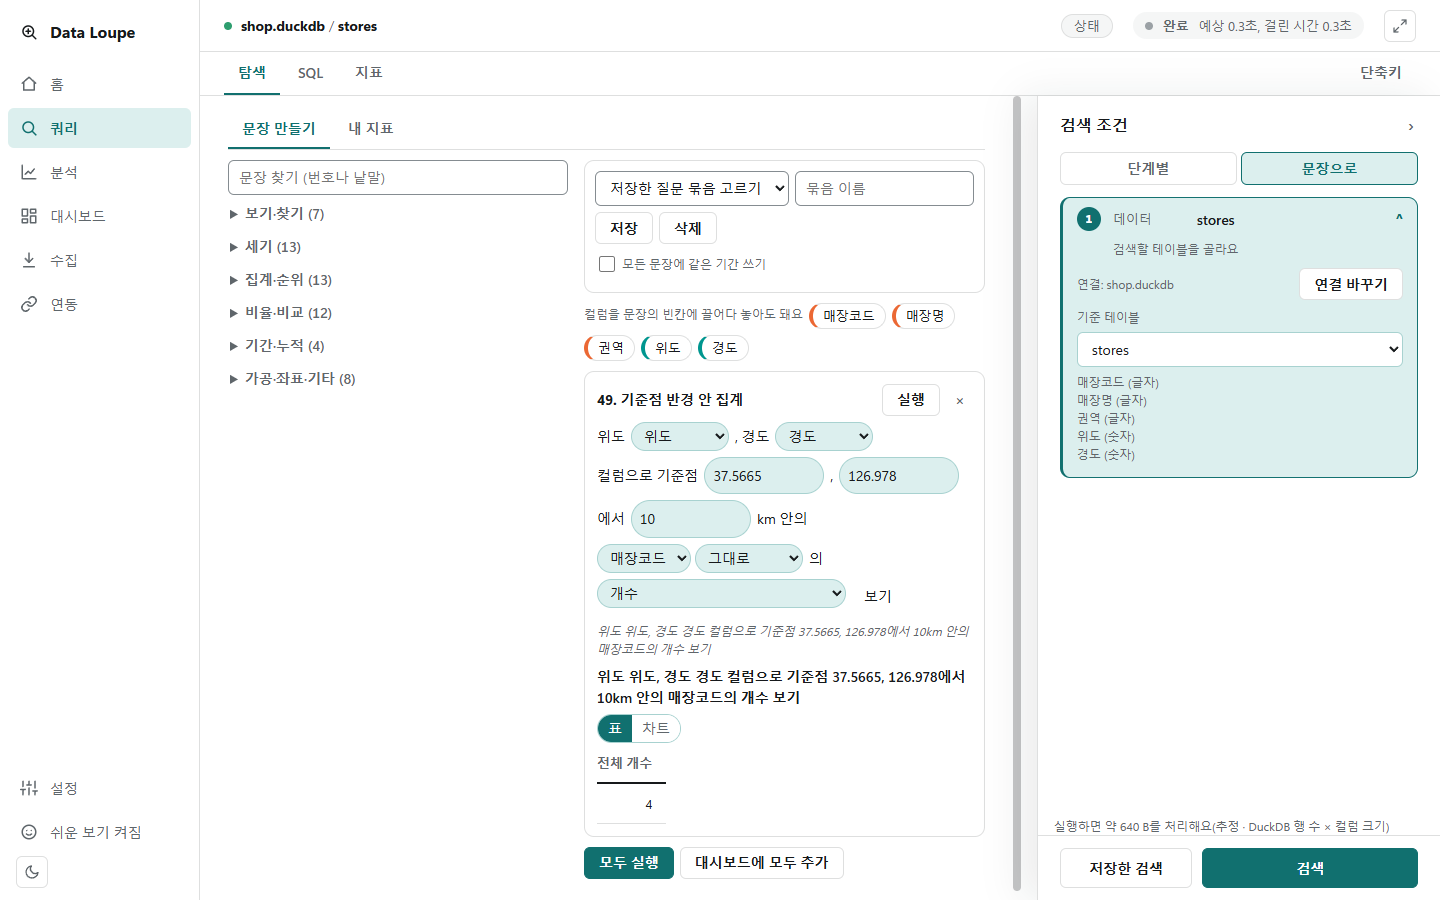 Data Loupe
홈
쿼리
분석
대시보드
수집
연동
설정
쉬운 보기 켜짐
shop.duckdb / stores
상태
완료 예상 0.3초, 걸린 시간 0.3초
탐색 SQL 지표
단축키
문장 만들기 내 지표
문장 찾기 (번호나 낱말)
▶ 보기·찾기 (7)
▶ 세기 (13)
▶ 집계·순위 (13)
▶ 비율·비교 (12)
▶ 기간·누적 (4)
▶ 가공·좌표·기타 (8)
저장한 질문 묶음 고르기 묶음 이름
저장 삭제
모든 문장에 같은 기간 쓰기
컬럼을 문장의 빈칸에 끌어다 놓아도 돼요 매장코드 매장명
권역 위도 경도
49. 기준점 반경 안 집계 실행 ×
위도 위도 , 경도 경도
컬럼으로 기준점 37.5665 , 126.978
에서 10 km 안의
매장코드 그대로 의
개수 보기
위도 위도, 경도 경도 컬럼으로 기준점 37.5665, 126.978에서 10km 안의
매장코드의 개수 보기
위도 위도, 경도 경도 컬럼으로 기준점 37.5665, 126.978에서
10km 안의 매장코드의 개수 보기
표 차트
전체 개수
4
모두 실행 대시보드에 모두 추가
검색 조건 ›
단계별 문장으로
1 데이터 stores ^
검색할 테이블을 골라요
연결: shop.duckdb 연결 바꾸기
기준 테이블
stores
매장코드 (글자)
매장명 (글자)
권역 (글자)
위도 (숫자)
경도 (숫자)
실행하면 약 640 B를 처리해요(추정 · DuckDB 행 수 × 컬럼 크기)
저장한 검색 검색